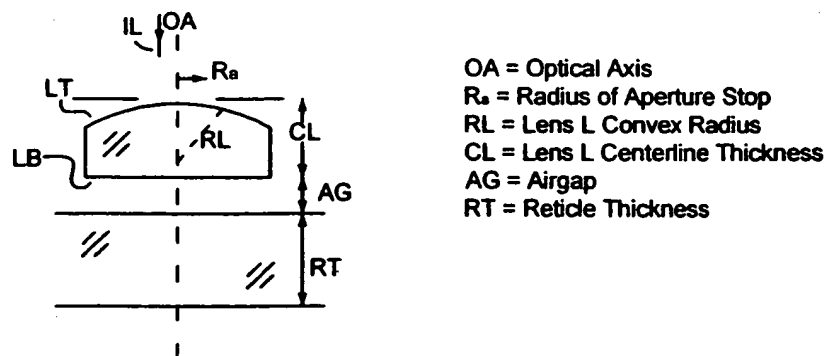 IL
OA
Rₐ
LT
RL
CL
LB
AG
RT
OA = Optical Axis
Rₐ = Radius of Aperture Stop
RL = Lens L Convex Radius
CL = Lens L Centerline Thickness
AG = Airgap
RT = Reticle Thickness